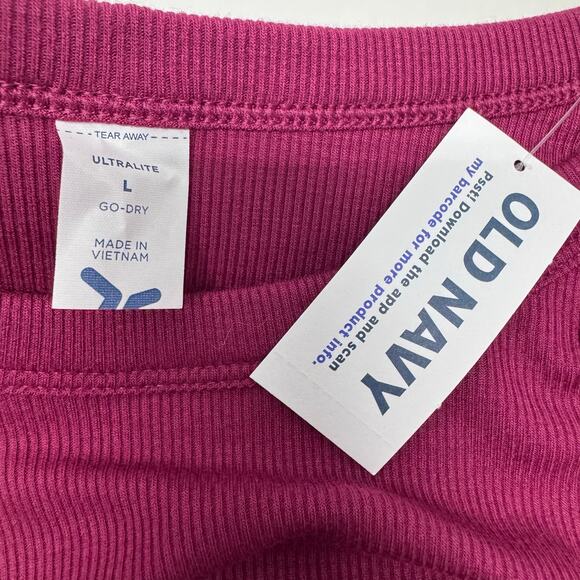 TEAR AWAY
ULTRALITE
L
GO-DRY
MADE IN
VIETNAM
OLD NAVY
Psst! Download the app and scan
my barcode for more product info.